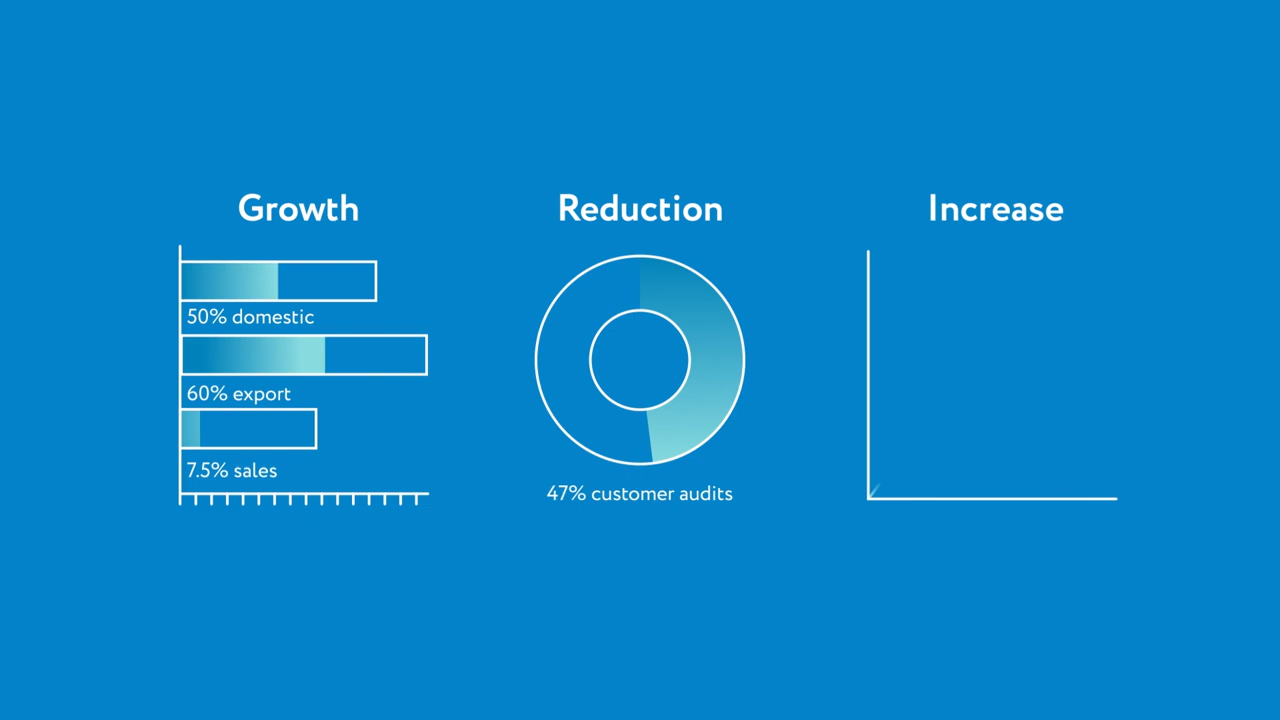 Growth
50% domestic
60% export
7.5% sales
Reduction
47% customer audits
Increase